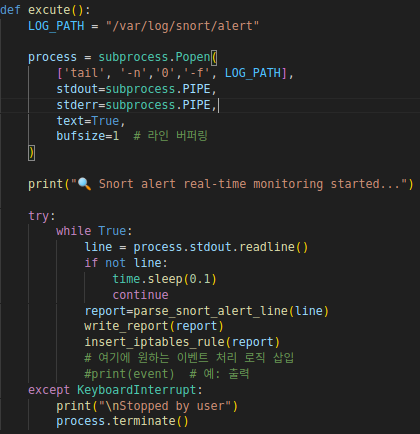 def excute():
    LOG_PATH = "/var/log/snort/alert"

    process = subprocess.Popen(
        ['tail', '-n','0','-f', LOG_PATH],
        stdout=subprocess.PIPE,
        stderr=subprocess.PIPE,
        text=True,
        bufsize=1  # 라인 버퍼링
    )

    print("🔍 Snort alert real-time monitoring started...")

    try:
        while True:
            line = process.stdout.readline()
            if not line:
                time.sleep(0.1)
                continue
            report=parse_snort_alert_line(line)
            write_report(report)
            insert_iptables_rule(report)
            # 여기에 원하는 이벤트 처리 로직 삽입
            #print(event)  # 예: 출력
    except KeyboardInterrupt:
        print("\nStopped by user")
        process.terminate()